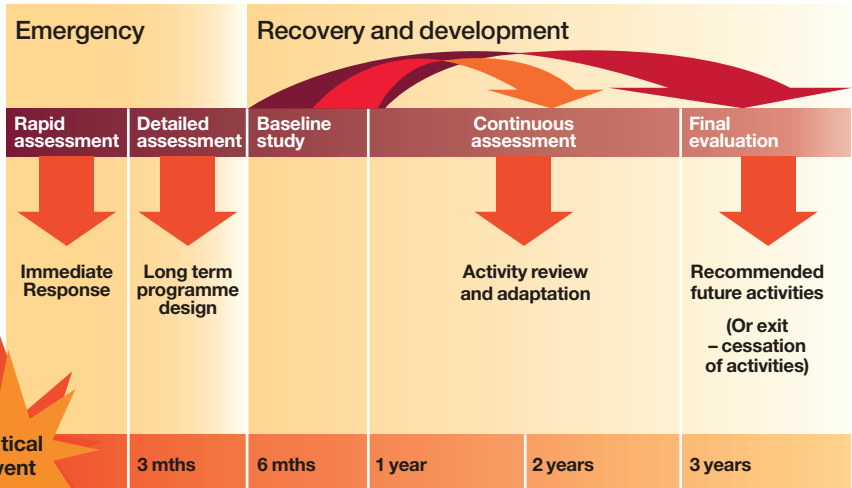 Emergency
Recovery and development
Rapid
assessment
Detailed
assessment
Baseline
study
Continuous
assessment
Final
evaluation
Immediate
Response
Long term
programme
design
Activity review
and adaptation
Recommended
future activities
(Or exit
– cessation
of activities)
tical
vent
3 mths
6 mths
1 year
2 years
3 years